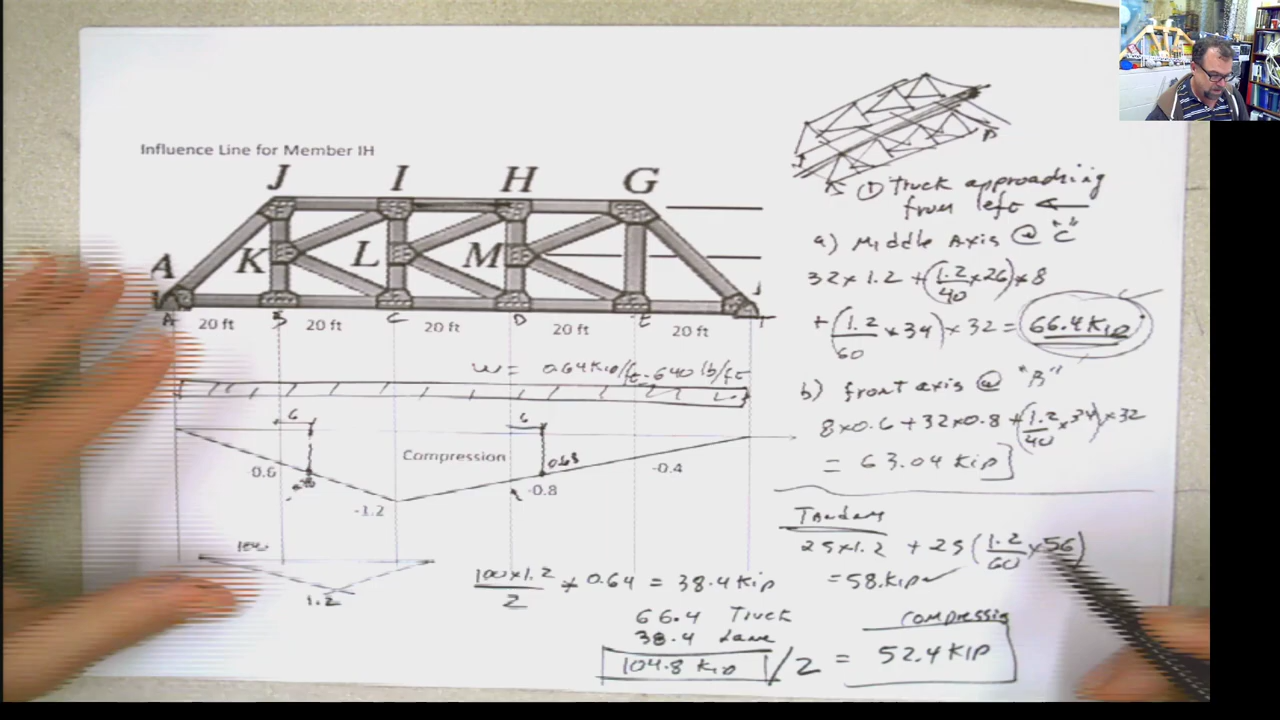 Influence Line for Member IH
J I H G
A K L M
A B C D E
20 ft 20 ft 20 ft 20 ft 20 ft
w = 0.64 Kip/ft = 640 lb/ft
6 6
Compression
-0.6 0.68 -0.4
-0.8
-1.2
100
1.2
100 × 1.2 / 2 × 0.64 = 38.4 Kip
66.4 Truck
38.4 Lane
104.8 Kip / 2 = 52.4 KIP
① Truck approaching
from left ←
a) Middle Axis @ "C"
32 × 1.2 + (1.2/40 × 26) × 8
+ (1.2/60 × 34) × 32 = 66.4 Kip
b) front axis @ "B"
8 × 0.6 + 32 × 0.8 + (1.2/40 × 34) × 32
= 63.04 Kip
Tandem
25 × 1.2 + 25 (1.2/60 × 56)
= 58. Kip
Compressio